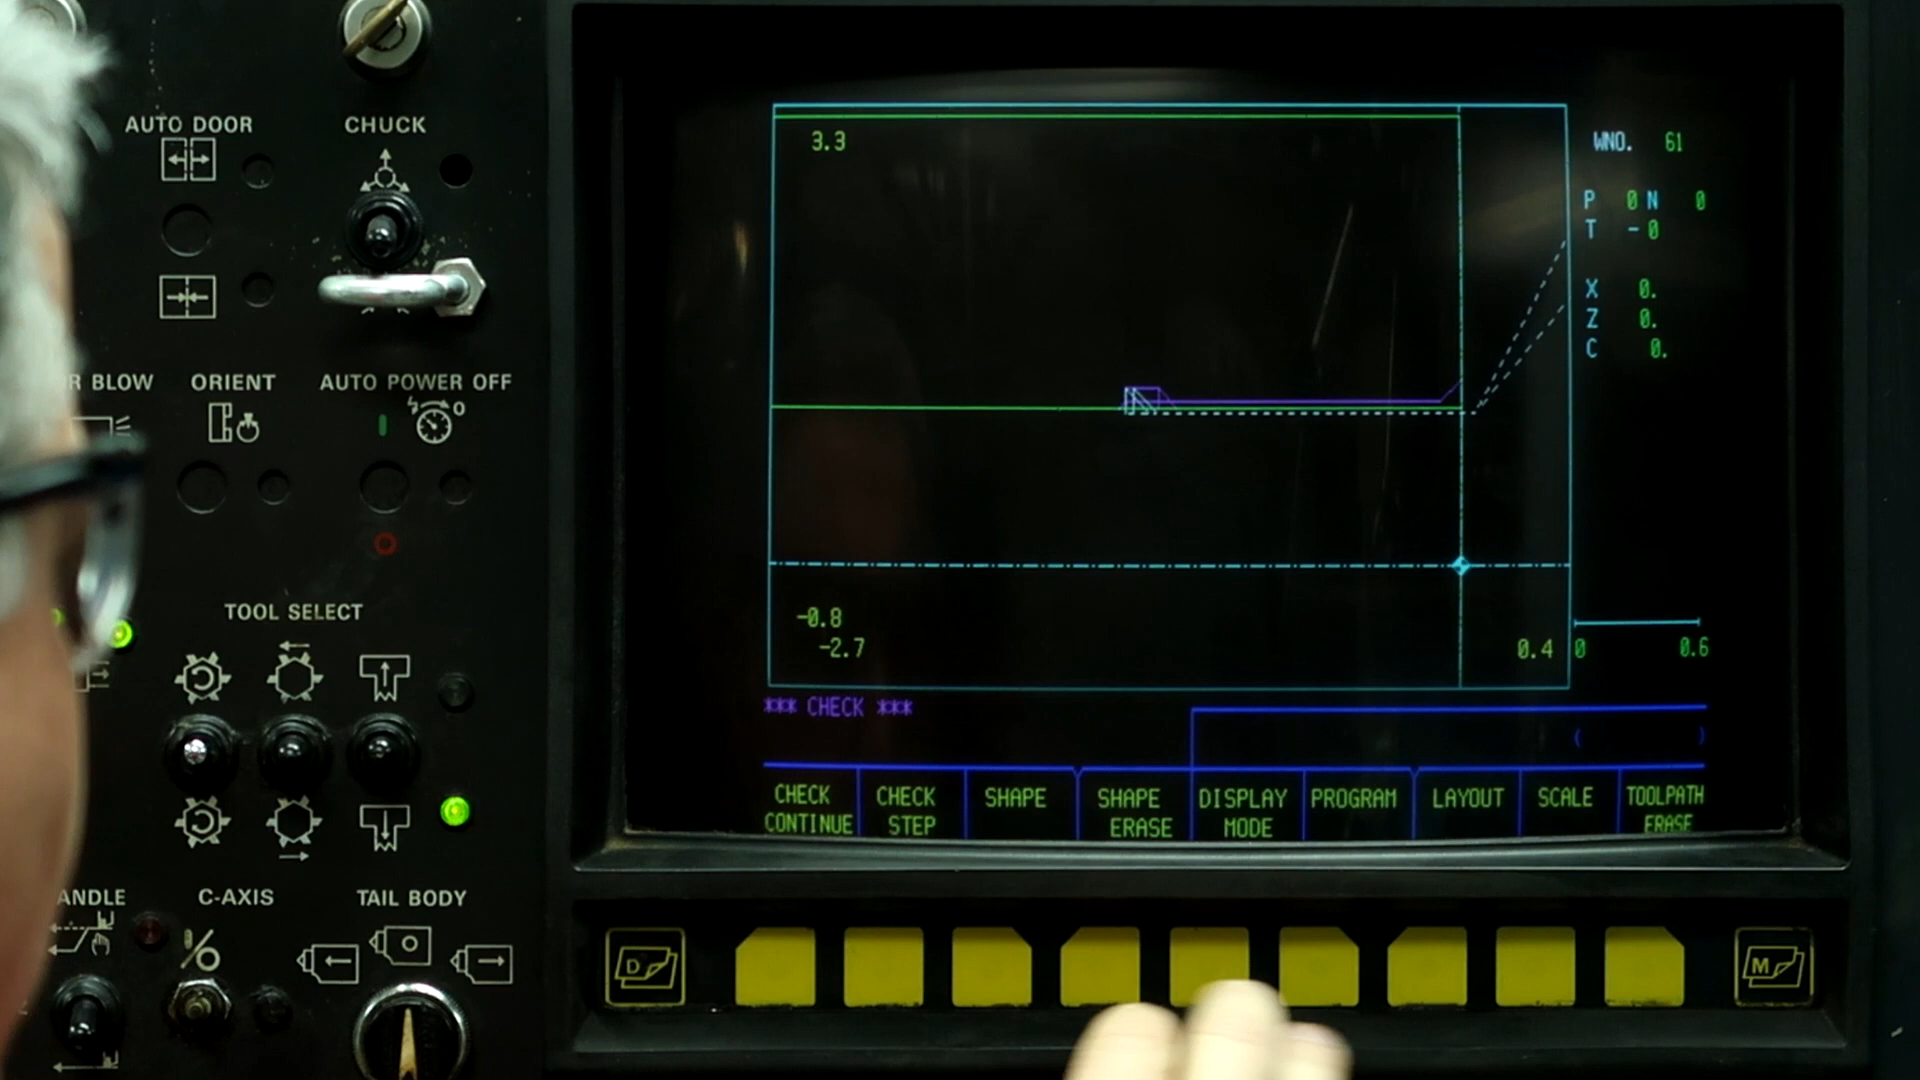 AUTO DOOR
CHUCK
R BLOW
ORIENT
AUTO POWER OFF
TOOL SELECT
ANDLE
C-AXIS
TAIL BODY
3.3
WNO. 61
P 0 N 0
T -0
X 0.
Z 0.
C 0.
-0.8
-2.7
0.4
0
0.6
*** CHECK ***
( )
CHECK CONTINUE
CHECK STEP
SHAPE
SHAPE ERASE
DISPLAY MODE
PROGRAM
LAYOUT
SCALE
TOOLPATH ERASE
D
M